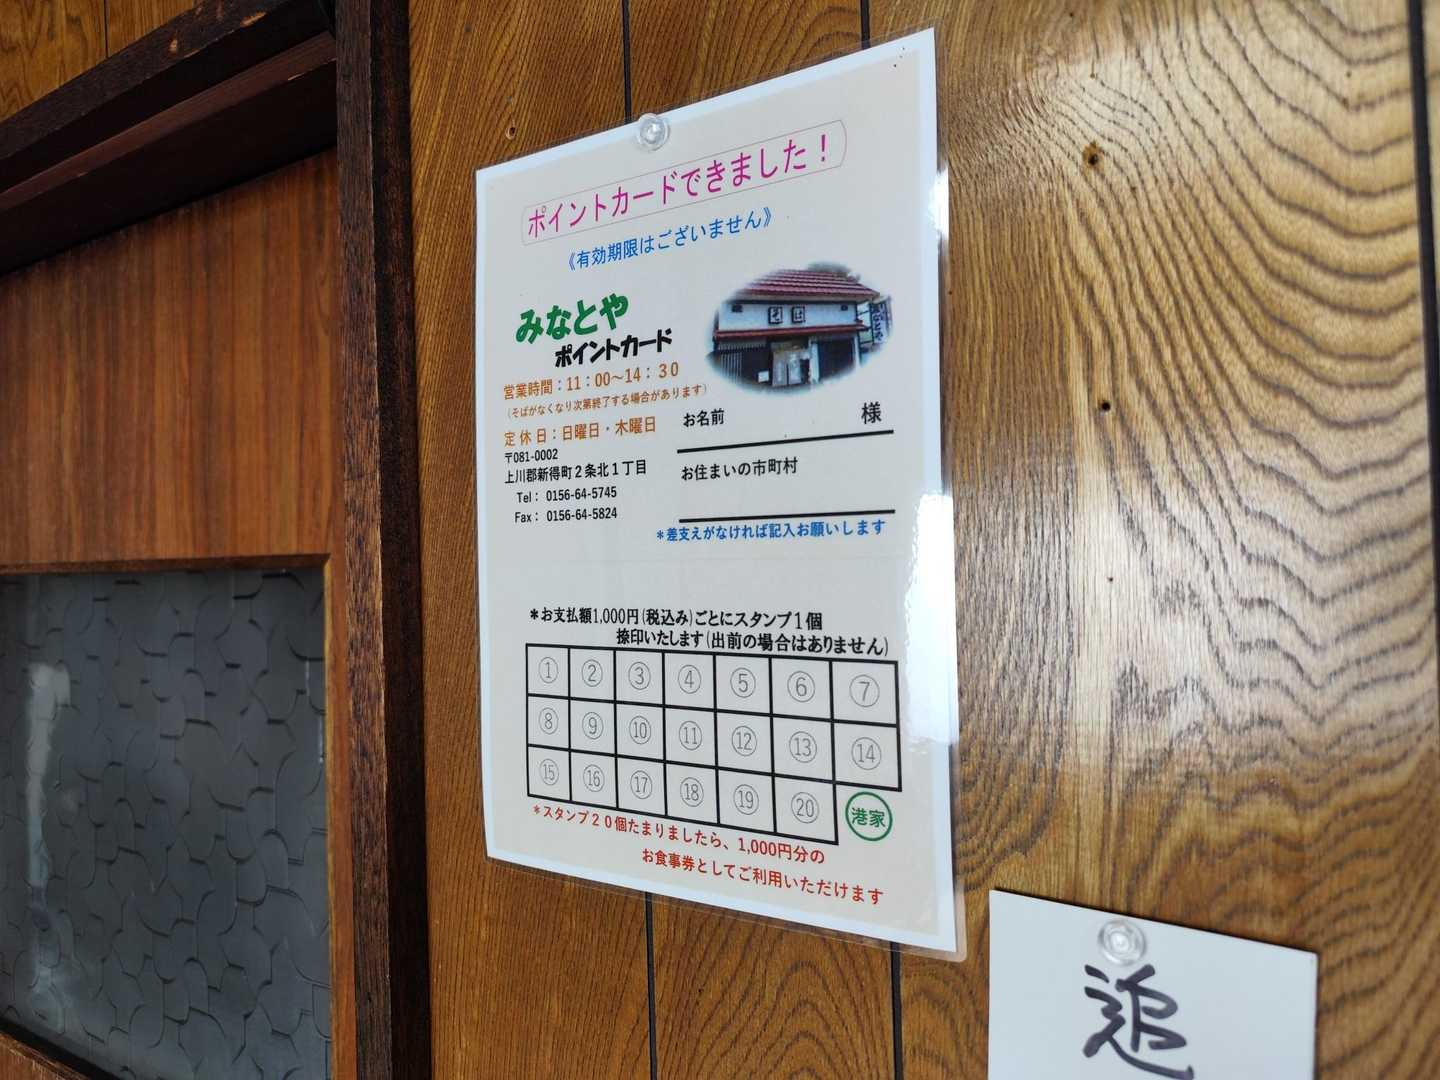 ポイントカードできました！
《有効期限はございません》
みなとや
ポイントカード
営業時間：11：00～14：30
（そばがなくなり次第終了する場合があります）
定休日：日曜日・木曜日
〒081-0002
上川郡新得町２条北１丁目
Tel： 0156-64-5745
Fax： 0156-64-5824
そば
みなとや
お名前 様
お住まいの市町村
＊差支えがなければ記入お願いします
＊お支払額1,000円(税込み)ごとにスタンプ１個
捺印いたします(出前の場合はありません)
① ② ③ ④ ⑤ ⑥ ⑦
⑧ ⑨ ⑩ ⑪ ⑫ ⑬ ⑭
⑮ ⑯ ⑰ ⑱ ⑲ ⑳ 港家
＊スタンプ２０個たまりましたら、1,000円分の
お食事券としてご利用いただけます
追